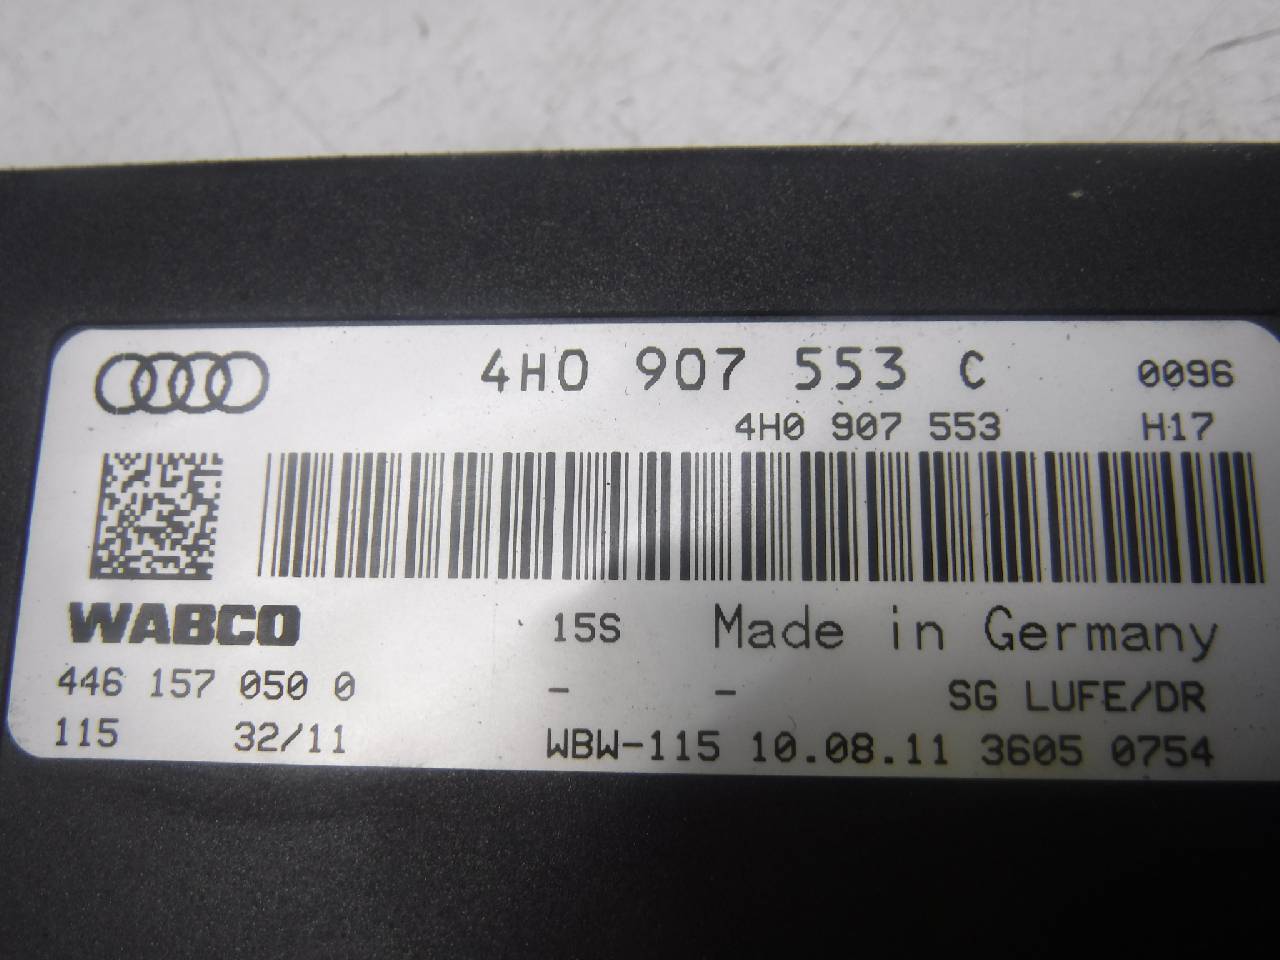 4H0 907 553 C 0096
4H0 907 553 H17
WABCO 15S Made in Germany
446 157 050 0 - - SG LUFE/DR
115 32/11 WBW-115 10.08.11 3605 0754